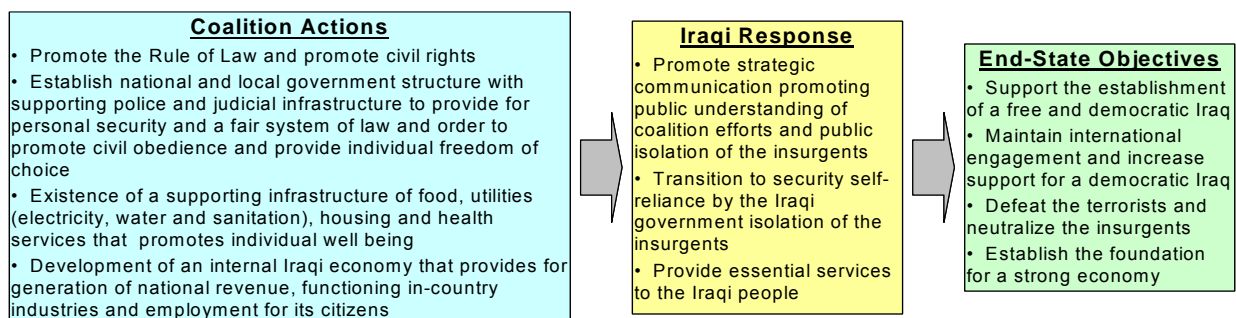 Coalition Actions
• Promote the Rule of Law and promote civil rights
• Establish national and local government structure with
supporting police and judicial infrastructure to provide for
personal security and a fair system of law and order to
promote civil obedience and provide individual freedom of
choice
• Existence of a supporting infrastructure of food, utilities
(electricity, water and sanitation), housing and health
services that promotes individual well being
• Development of an internal Iraqi economy that provides for
generation of national revenue, functioning in-country
industries and employment for its citizens
Iraqi Response
• Promote strategic
communication promoting
public understanding of
coalition efforts and public
isolation of the insurgents
• Transition to security self-
reliance by the Iraqi
government isolation of the
insurgents
• Provide essential services
to the Iraqi people
End-State Objectives
• Support the establishment
of a free and democratic Iraq
• Maintain international
engagement and increase
support for a democratic Iraq
• Defeat the terrorists and
neutralize the insurgents
• Establish the foundation
for a strong economy